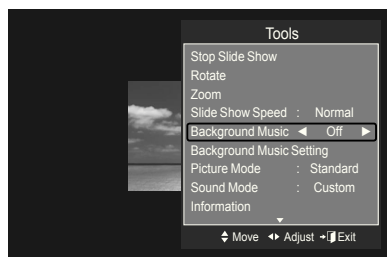 Tools
Stop Slide Show
Rotate
Zoom
Slide Show Speed : Normal
Background Music ◀ Off ▶
Background Music Setting
Picture Mode : Standard
Sound Mode : Custom
Information
Move Adjust Exit